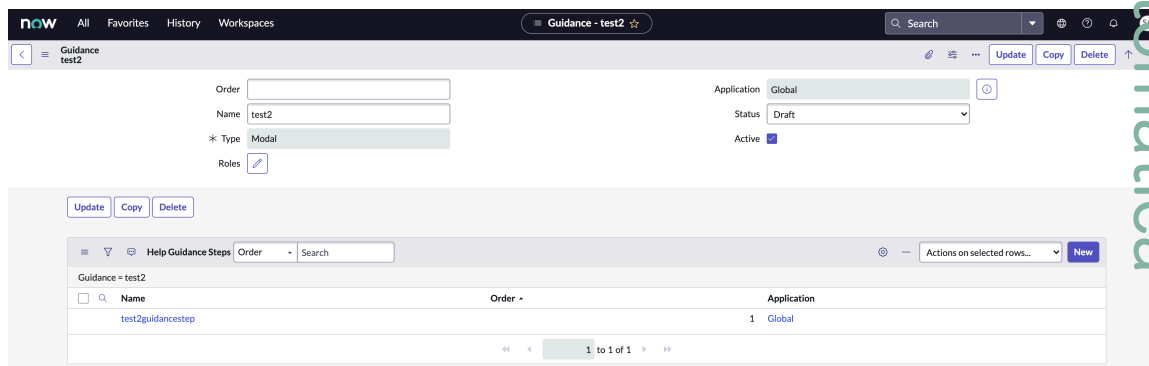 now All Favorites History Workspaces Guidance - test2 Search
Guidance
test2
Update Copy Delete
Order
Application Global
Name test2
Status Draft
* Type Modal
Active
Roles
Update Copy Delete
Help Guidance Steps Order Search Actions on selected rows... New
Guidance = test2
Name Order Application
test2guidancestep 1 Global
1 to 1 of 1